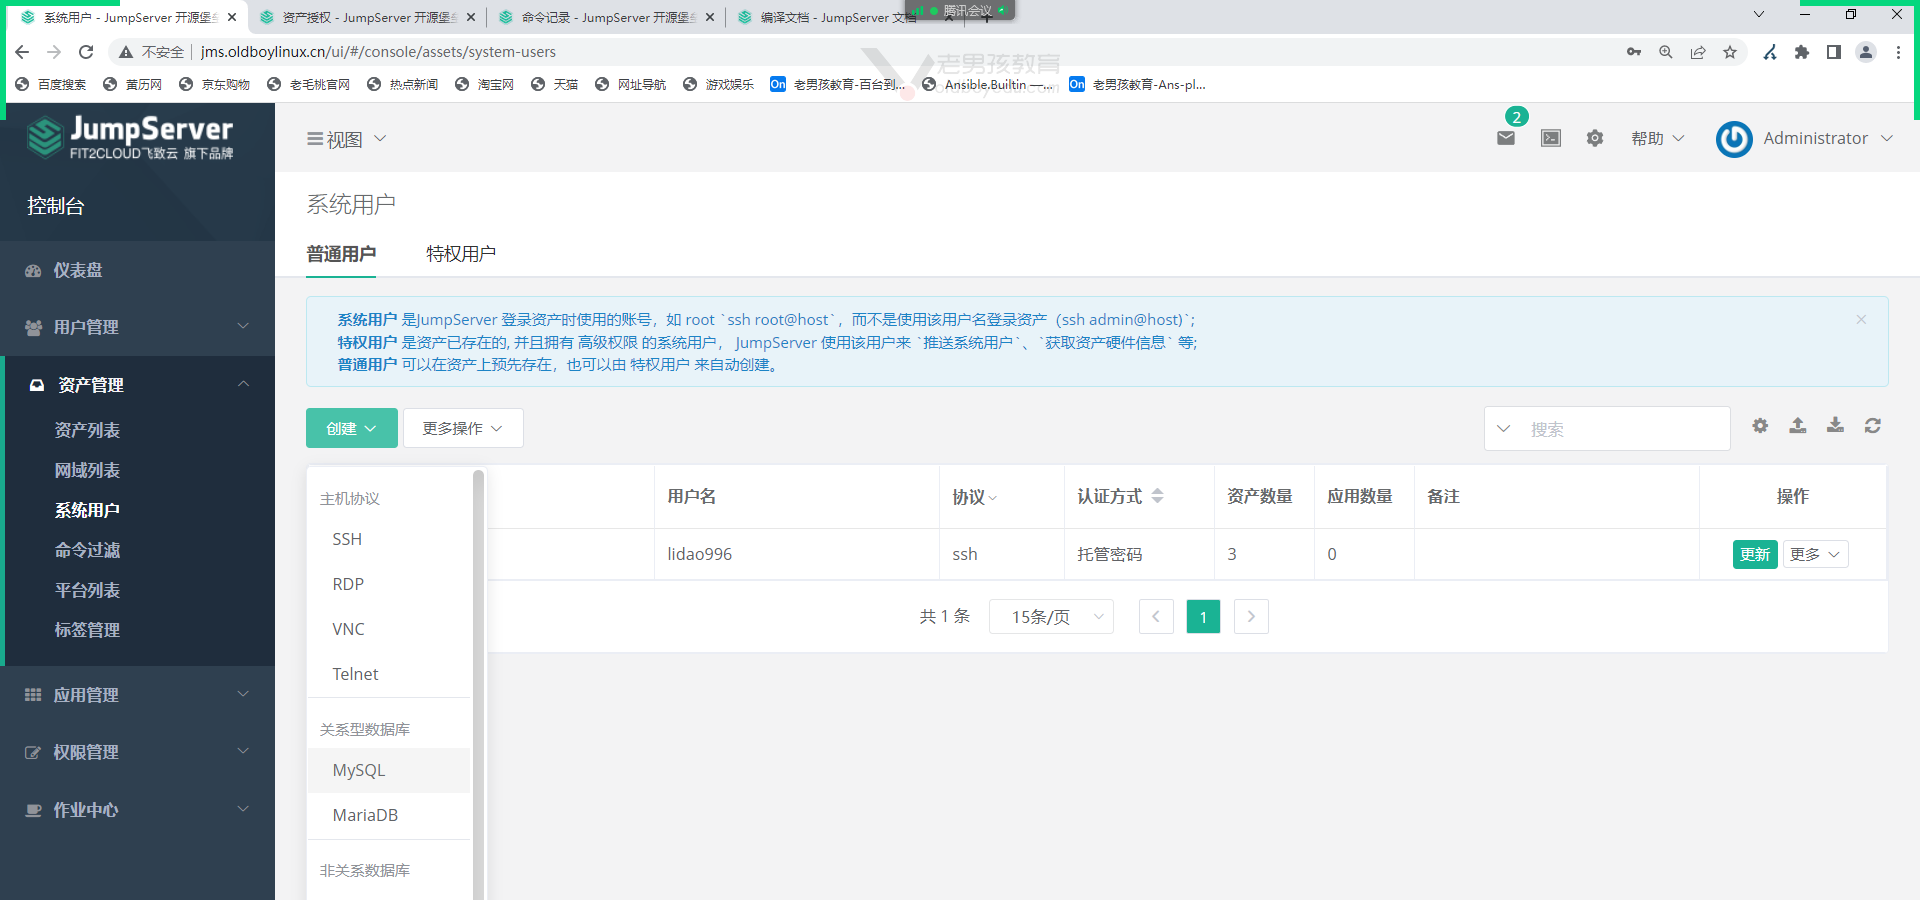 系统用户 - JumpServer 开源堡
资产授权 - JumpServer 开源堡
命令记录 - JumpServer 开源堡
编译文档 - JumpServer 文档
腾讯会议
不安全
jms.oldboylinux.cn/ui/#/console/assets/system-users
百度搜索
黄历网
京东购物
老毛桃官网
热点新闻
淘宝网
天猫
网址导航
游戏娱乐
On 老男孩教育-百台到...
Ansible.Builtin —...
On 老男孩教育-Ans-pl...
老男孩教育
JumpServer
FIT2CLOUD飞致云 旗下品牌
控制台
仪表盘
用户管理
资产管理
资产列表
网域列表
系统用户
命令过滤
平台列表
标签管理
应用管理
权限管理
作业中心
视图
2
帮助
Administrator
系统用户
普通用户 特权用户
系统用户 是JumpServer 登录资产时使用的账号，如 root `ssh root@host`，而不是使用该用户名登录资产（ssh admin@host)`;
特权用户 是资产已存在的, 并且拥有 高级权限 的系统用户， JumpServer 使用该用户来 `推送系统用户`、`获取资产硬件信息` 等;
普通用户 可以在资产上预先存在，也可以由 特权用户 来自动创建。
创建
更多操作
搜索
用户名 协议 认证方式 资产数量 应用数量 备注 操作
lidao996 ssh 托管密码 3 0 更新 更多
共 1 条 15条/页 1
主机协议
SSH
RDP
VNC
Telnet
关系型数据库
MySQL
MariaDB
非关系数据库